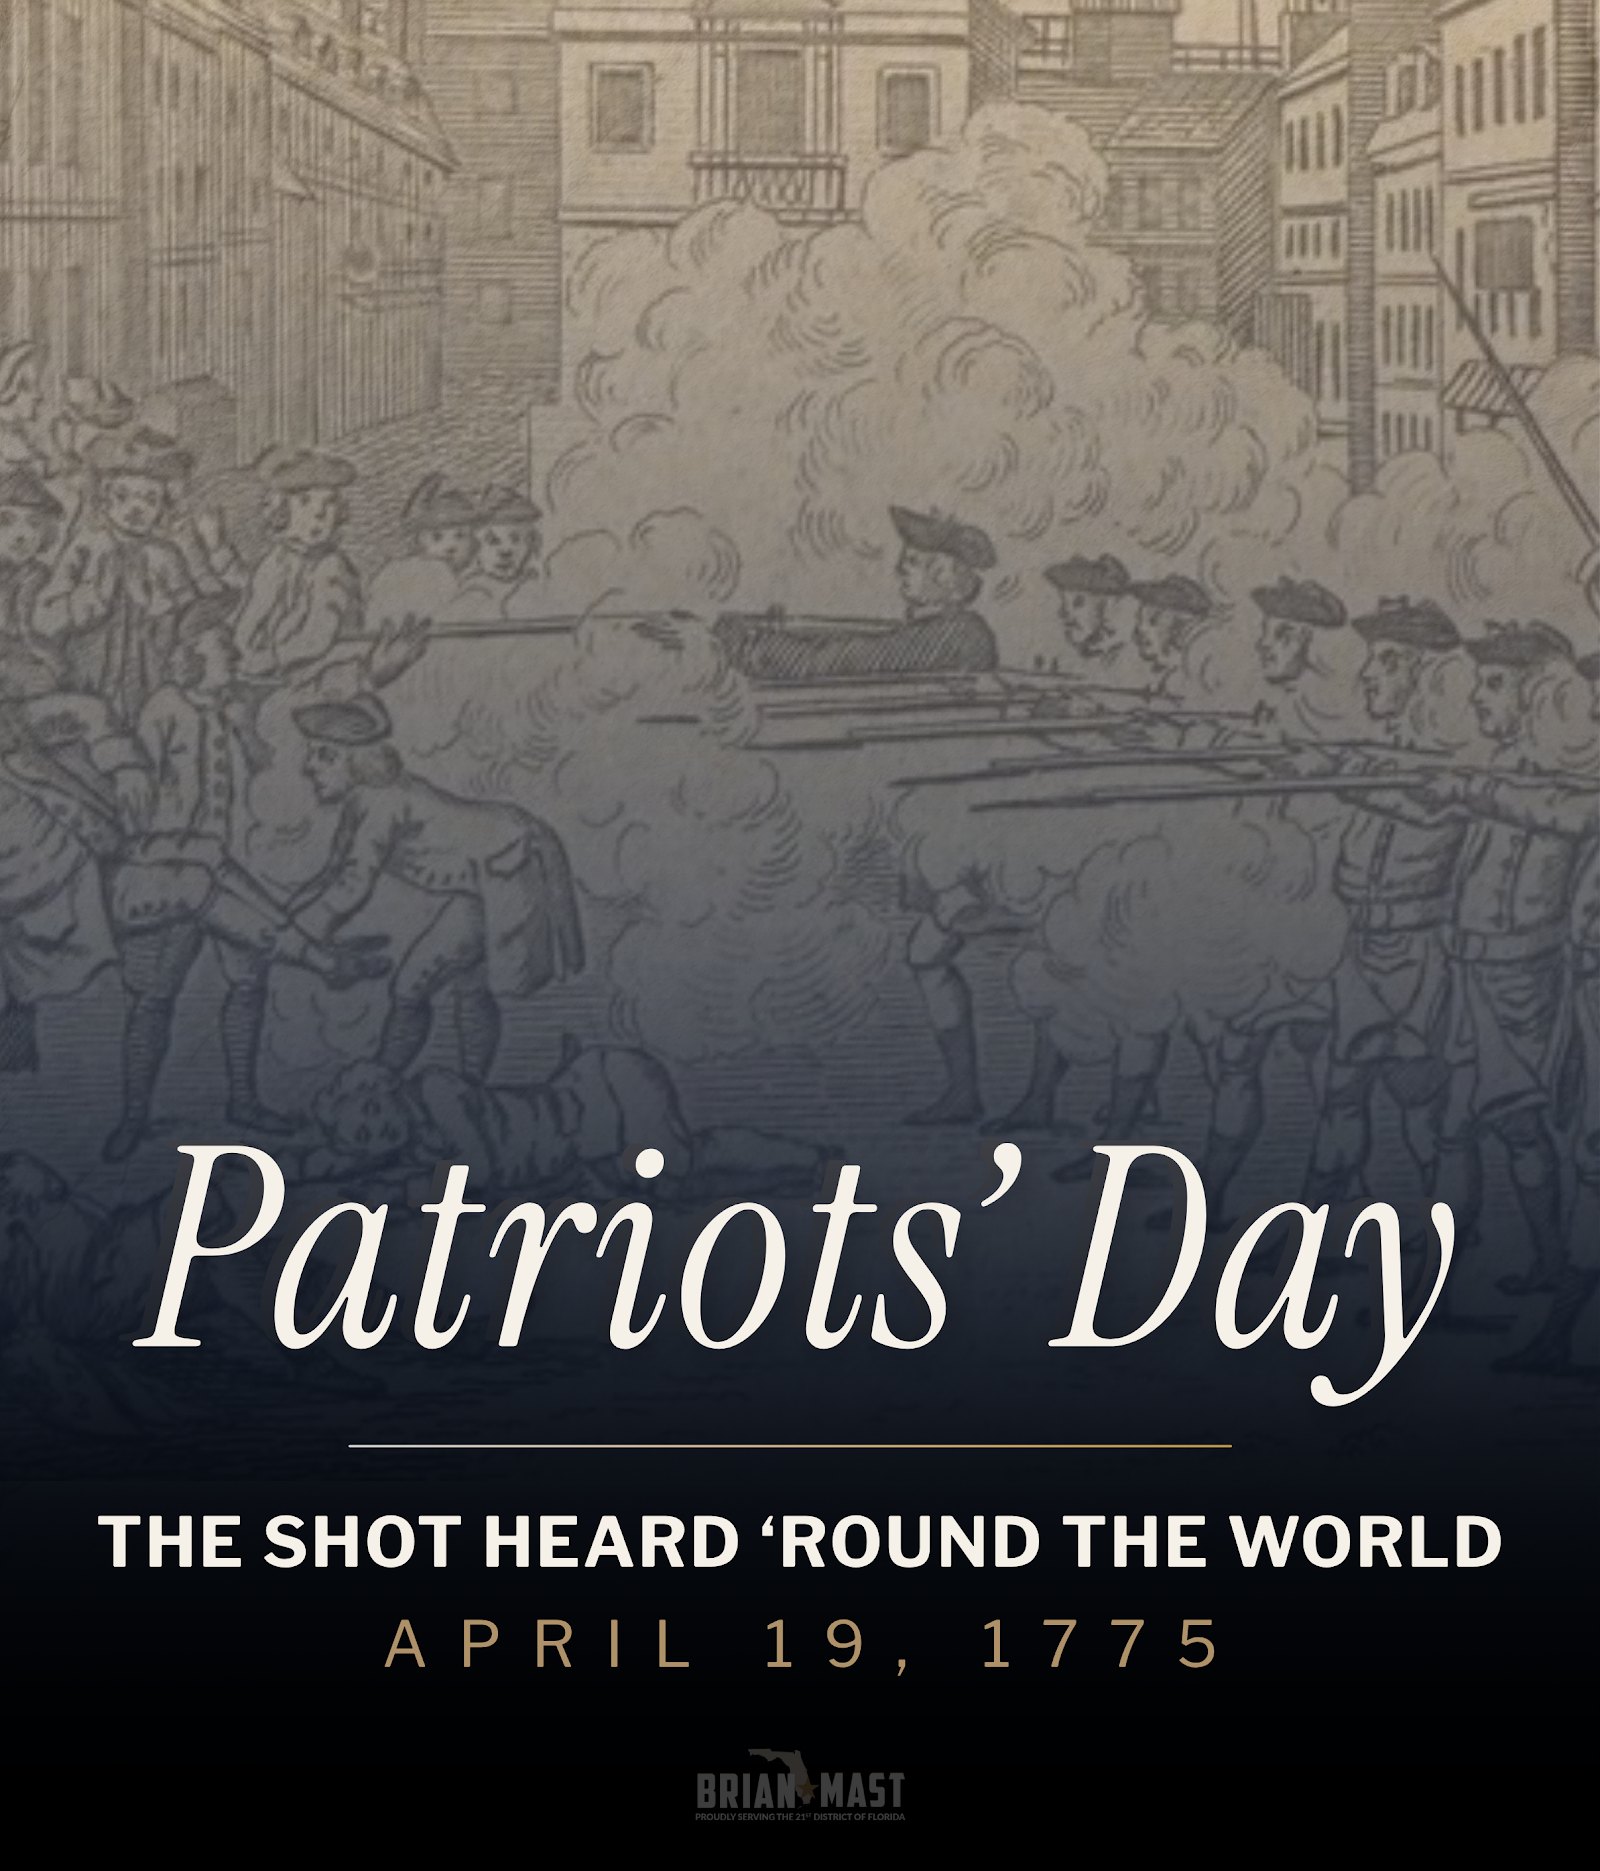 Patriots’ Day
THE SHOT HEARD ‘ROUND THE WORLD
APRIL 19, 1775
BRIAN MAST
PROUDLY SERVING THE 21ST DISTRICT OF FLORIDA